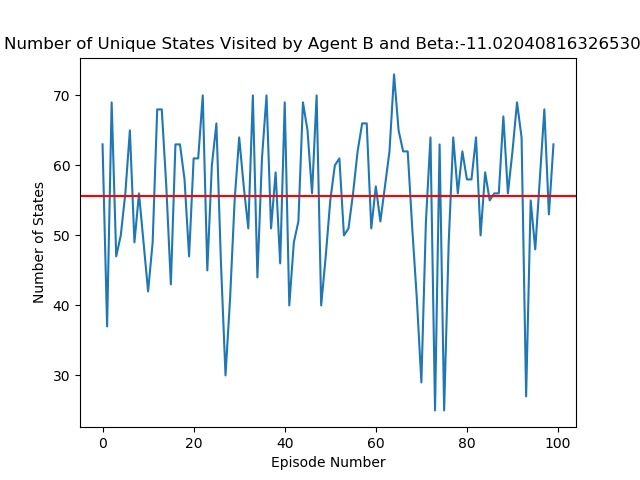 Number of Unique States Visited by Agent B and Beta:-11.02040816326530
70
60
50
40
30
Number of States
0 20 40 60 80 100
Episode Number